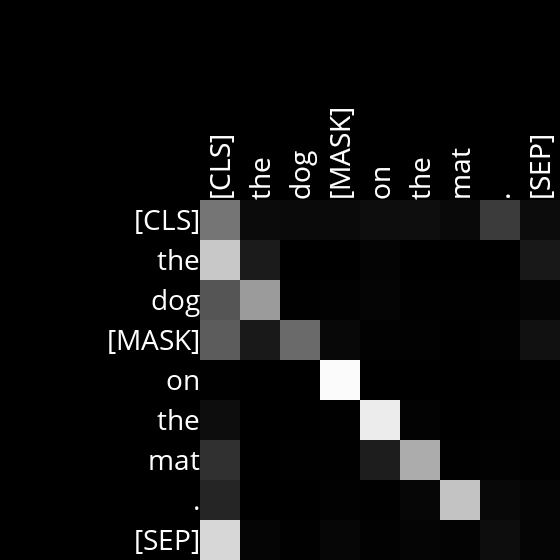 [CLS] the dog [MASK] on the mat . [SEP]
[CLS]
the
dog
[MASK]
on
the
mat
.
[SEP]